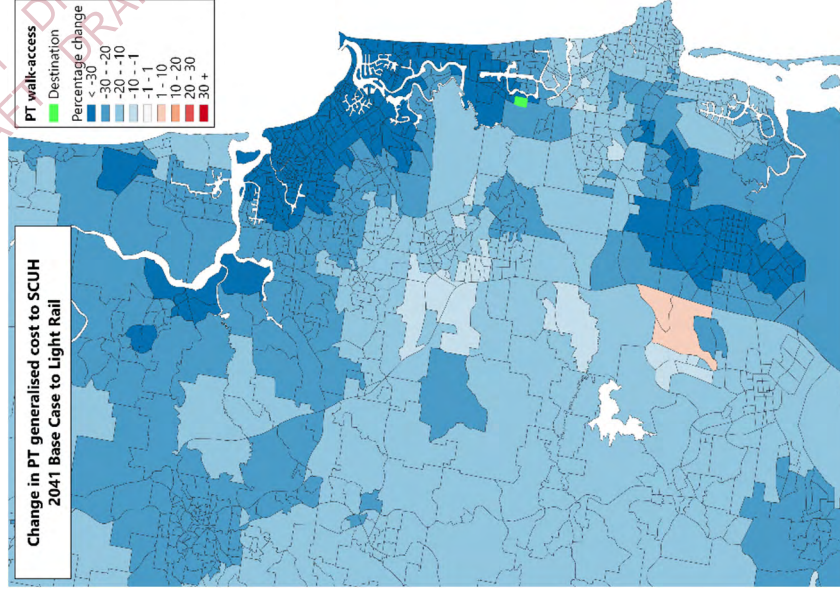 Change in PT generalised cost to SCUH
2041 Base Case to Light Rail
PT walk-access
Destination
Percentage change
< -30
-30 - -20
-20 - -10
-10 - -1
-1 - 1
1 - 10
10 - 20
20 - 30
30 +
DRAFT